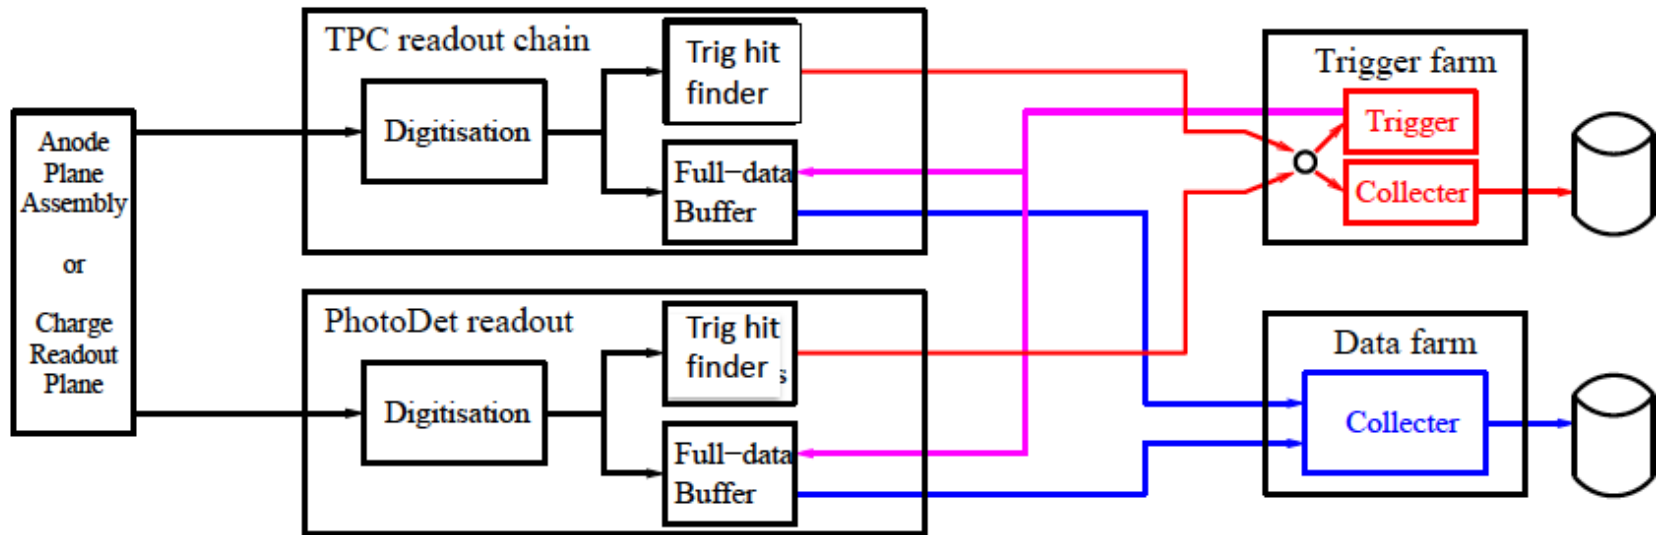 Anode
Plane
Assembly
or
Charge
Readout
Plane
TPC readout chain
Digitisation
Trig hit
finder
Full−data
Buffer
PhotoDet readout
Digitisation
Trig hit
finder
s
Full−data
Buffer
Trigger farm
Trigger
Collecter
Data farm
Collecter